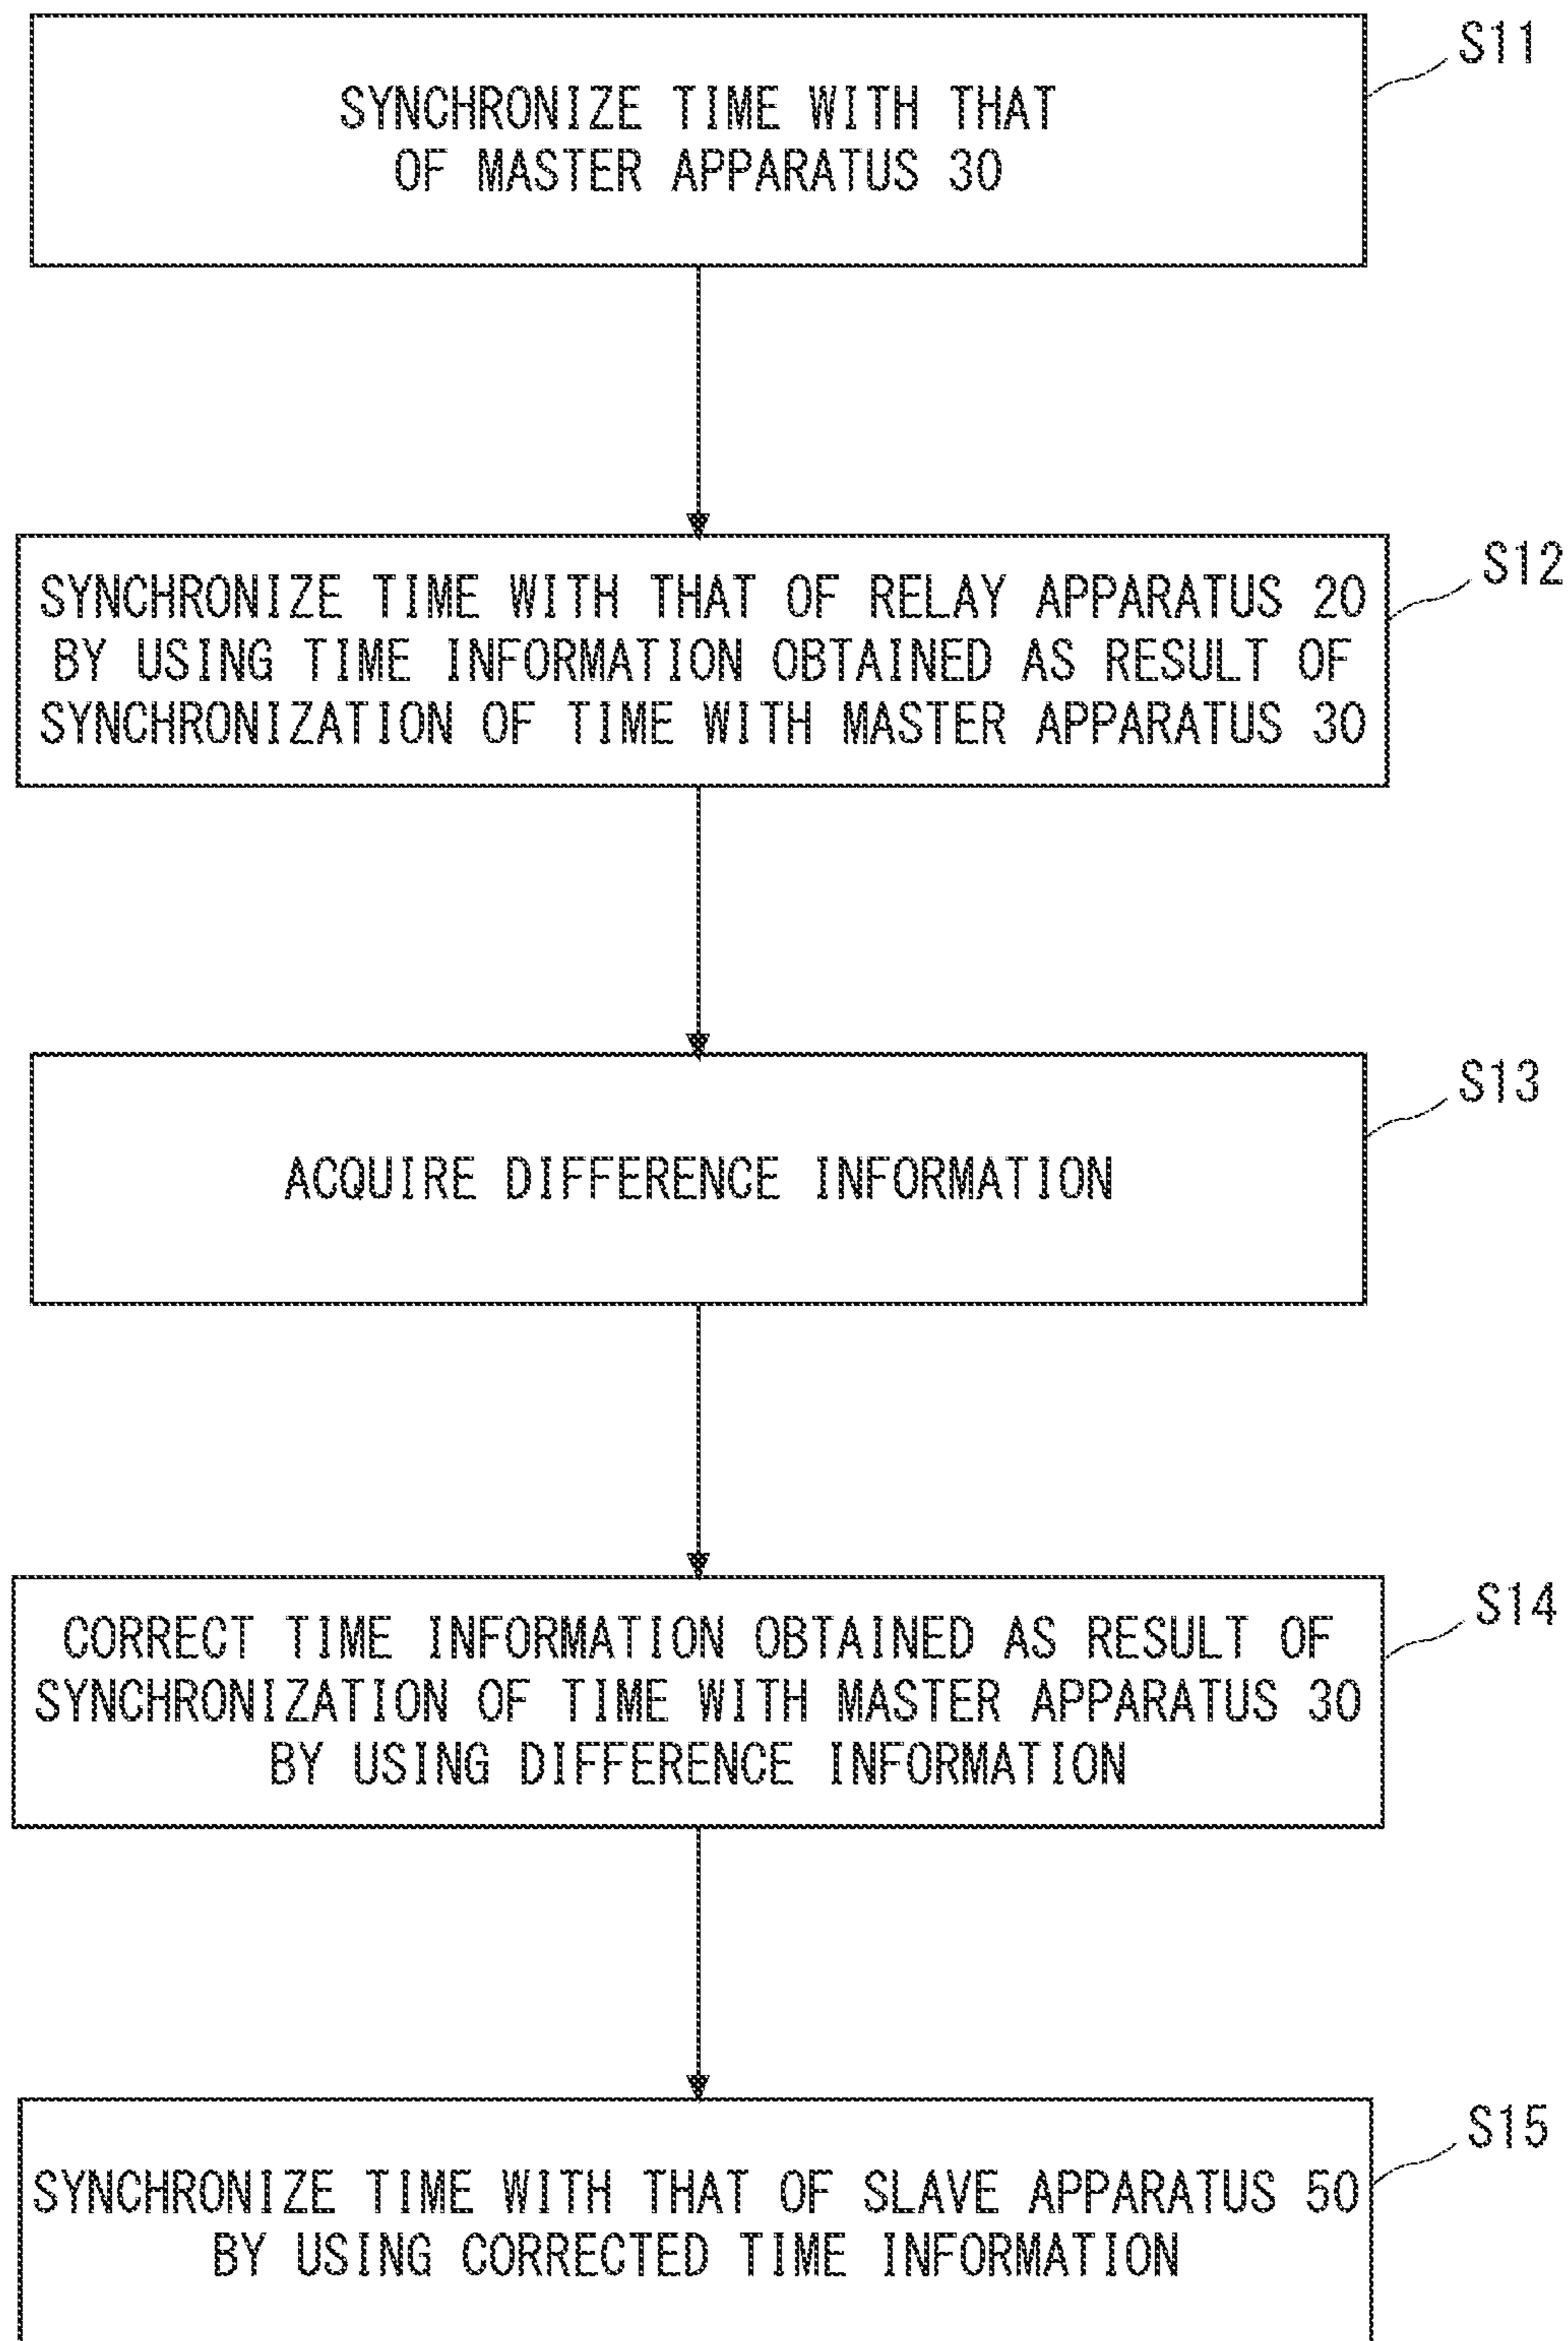 S11
SYNCHRONIZE TIME WITH THAT
OF MASTER APPARATUS 30
S12
SYNCHRONIZE TIME WITH THAT OF RELAY APPARATUS 20
BY USING TIME INFORMATION OBTAINED AS RESULT OF
SYNCHRONIZATION OF TIME WITH MASTER APPARATUS 30
S13
ACQUIRE DIFFERENCE INFORMATION
S14
CORRECT TIME INFORMATION OBTAINED AS RESULT OF
SYNCHRONIZATION OF TIME WITH MASTER APPARATUS 30
BY USING DIFFERENCE INFORMATION
S15
SYNCHRONIZE TIME WITH THAT OF SLAVE APPARATUS 50
BY USING CORRECTED TIME INFORMATION